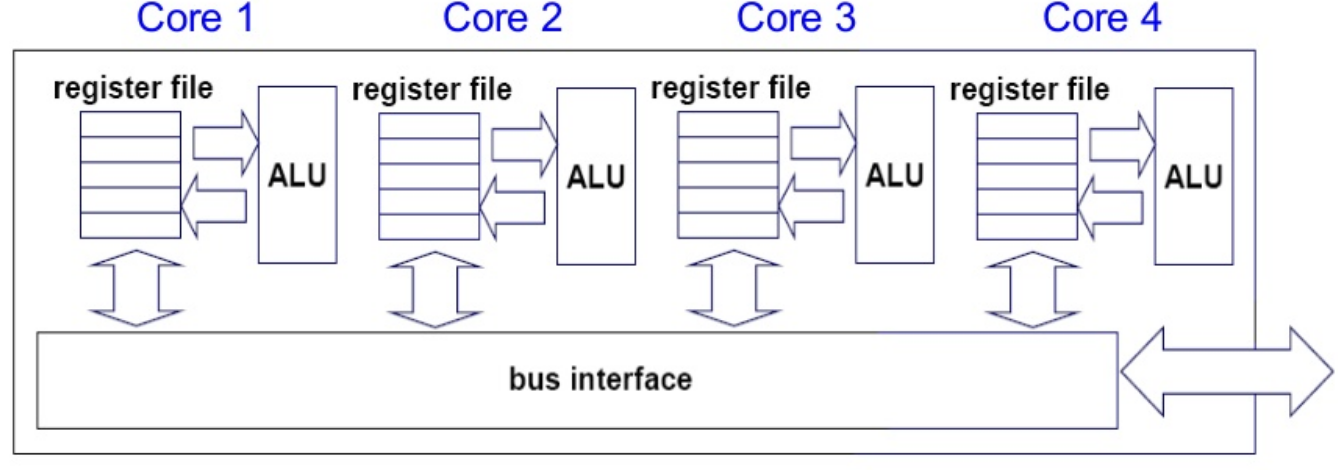 Core 1 Core 2 Core 3 Core 4
register file register file register file register file
ALU ALU ALU ALU
bus interface